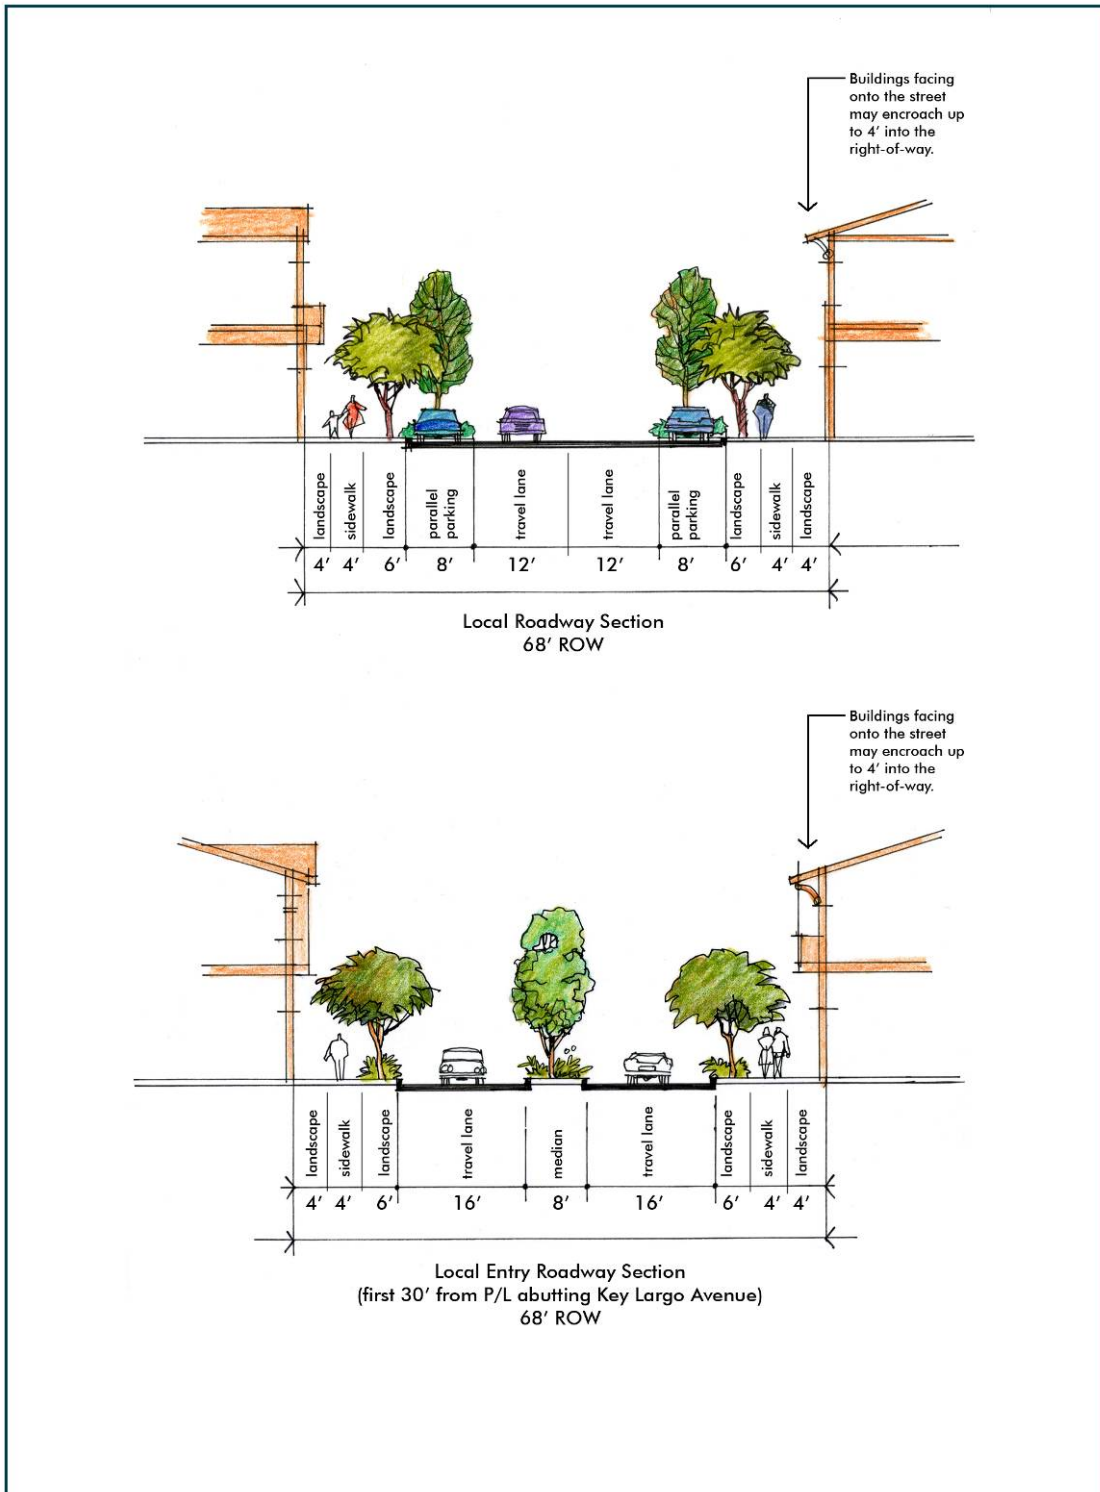 Buildings facing
onto the street
may encroach up
to 4' into the
right-of-way.
landscape
sidewalk
landscape
parallel
parking
travel lane
travel lane
parallel
parking
landscape
sidewalk
landscape
4' 4' 6' 8' 12' 12' 8' 6' 4' 4'
Local Roadway Section
68' ROW
Buildings facing
onto the street
may encroach up
to 4' into the
right-of-way.
landscape
sidewalk
landscape
travel lane
median
travel lane
landscape
sidewalk
landscape
4' 4' 6' 16' 8' 16' 6' 4' 4'
Local Entry Roadway Section
(first 30' from P/L abutting Key Largo Avenue)
68' ROW